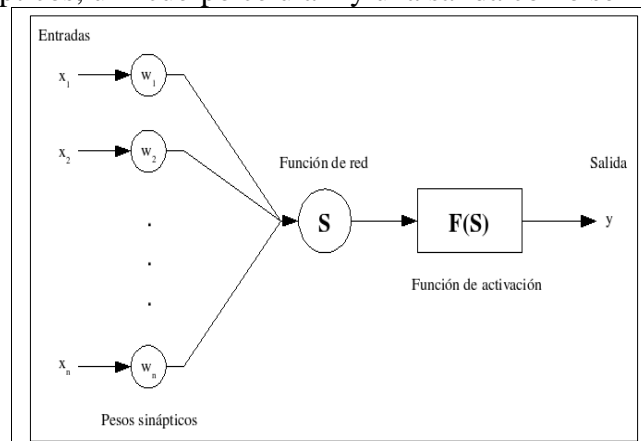 Entradas
x1 w1
x2 w2
Función de red
Salida
S F(S) y
Función de activación
.
.
.
xn wn
Pesos sinápticos